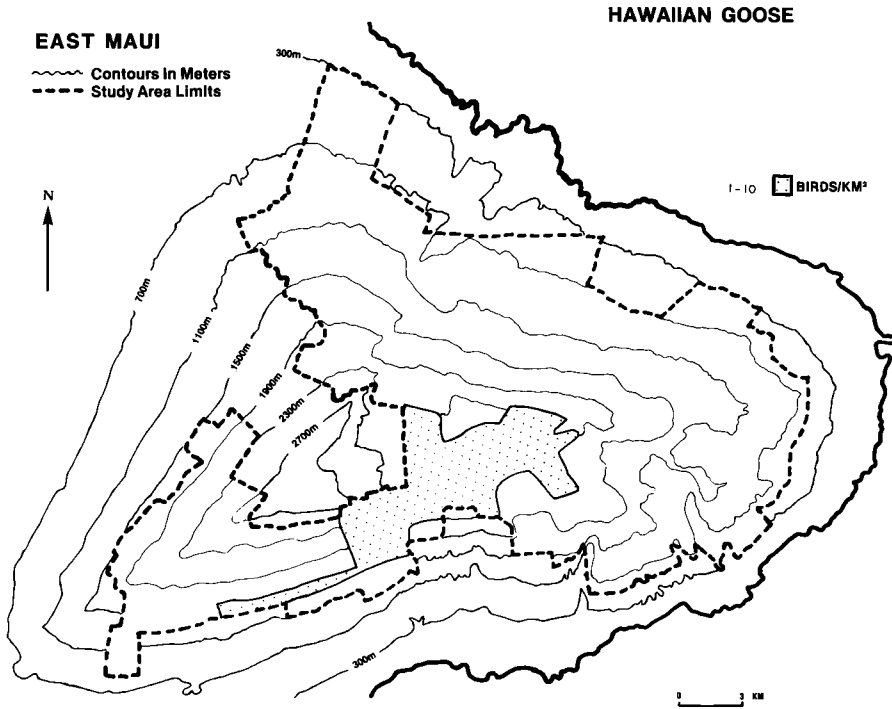 HAWAIIAN GOOSE
EAST MAUI
Contours in Meters
Study Area Limits
300m
N
1-10 BIRDS/KM²
700m
1100m
1500m
1900m
2300m
2700m
300m
0 3 KM